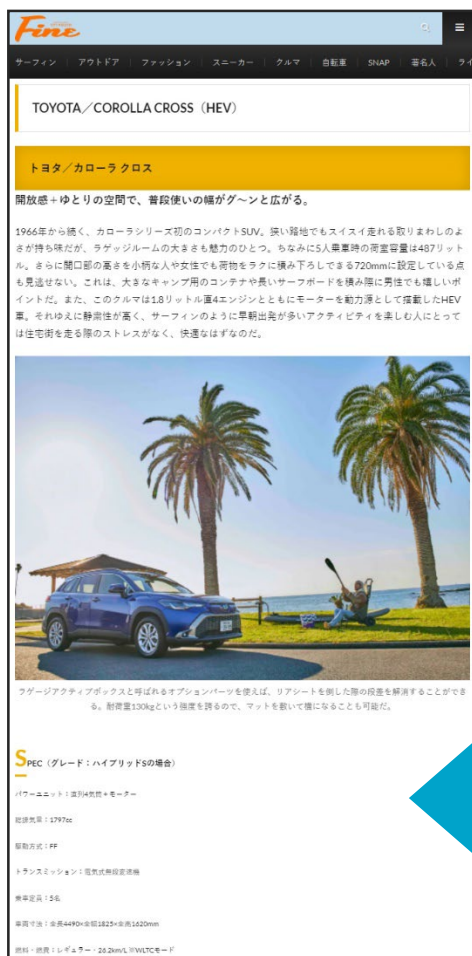 Fine
サーフィン アウトドア ファッション スニーカー クルマ 自転車 SNAP 著名人 ライ
TOYOTA／COROLLA CROSS（HEV）
トヨタ／カローラ クロス
開放感＋ゆとりの空間で、普段使いの幅がグ〜ンと広がる。
1966年から続く、カローラシリーズ初のコンパクトSUV。狭い路地でもスイスイ走れる取りまわしのよ
さが持ち味だが、ラゲッジルームの大きさも魅力のひとつ。ちなみに5人乗車時の荷室容量は487リット
ル。さらに開口部の高さを小柄な人や女性でも荷物をラクに積み下ろしできる720mmに設定している点
も見逃せない。これは、大きなキャンプ用のコンテナや長いサーフボードを積み際に男性でも嬉しいポ
イントだ。また、このクルマは1.8リットル直4エンジンとともにモーターを動力源として搭載したHEV
車。それゆえに静粛性が高く、サーフィンのように早朝出発が多いアクティビティを楽しむ人にとって
は住宅街を走る際のストレスがなく、快適なはずなのだ。
ラゲージアクティブボックスと呼ばれるオプションパーツを使えば、リアシートを倒した際の段差を解消することができ
る。耐荷重130kgという強度を誇るので、マットを敷いて横になることも可能だ。
SPEC（グレード：ハイブリッドSの場合）
パワーユニット：直列4気筒＋モーター
総排気量：1797cc
駆動方式：FF
トランスミッション：電気式無段変速機
乗車定員：5名
車両寸法：全長4490×全幅1825×全高1620mm
燃料・燃費：レギュラー・26.2km/L ※WLTCモード